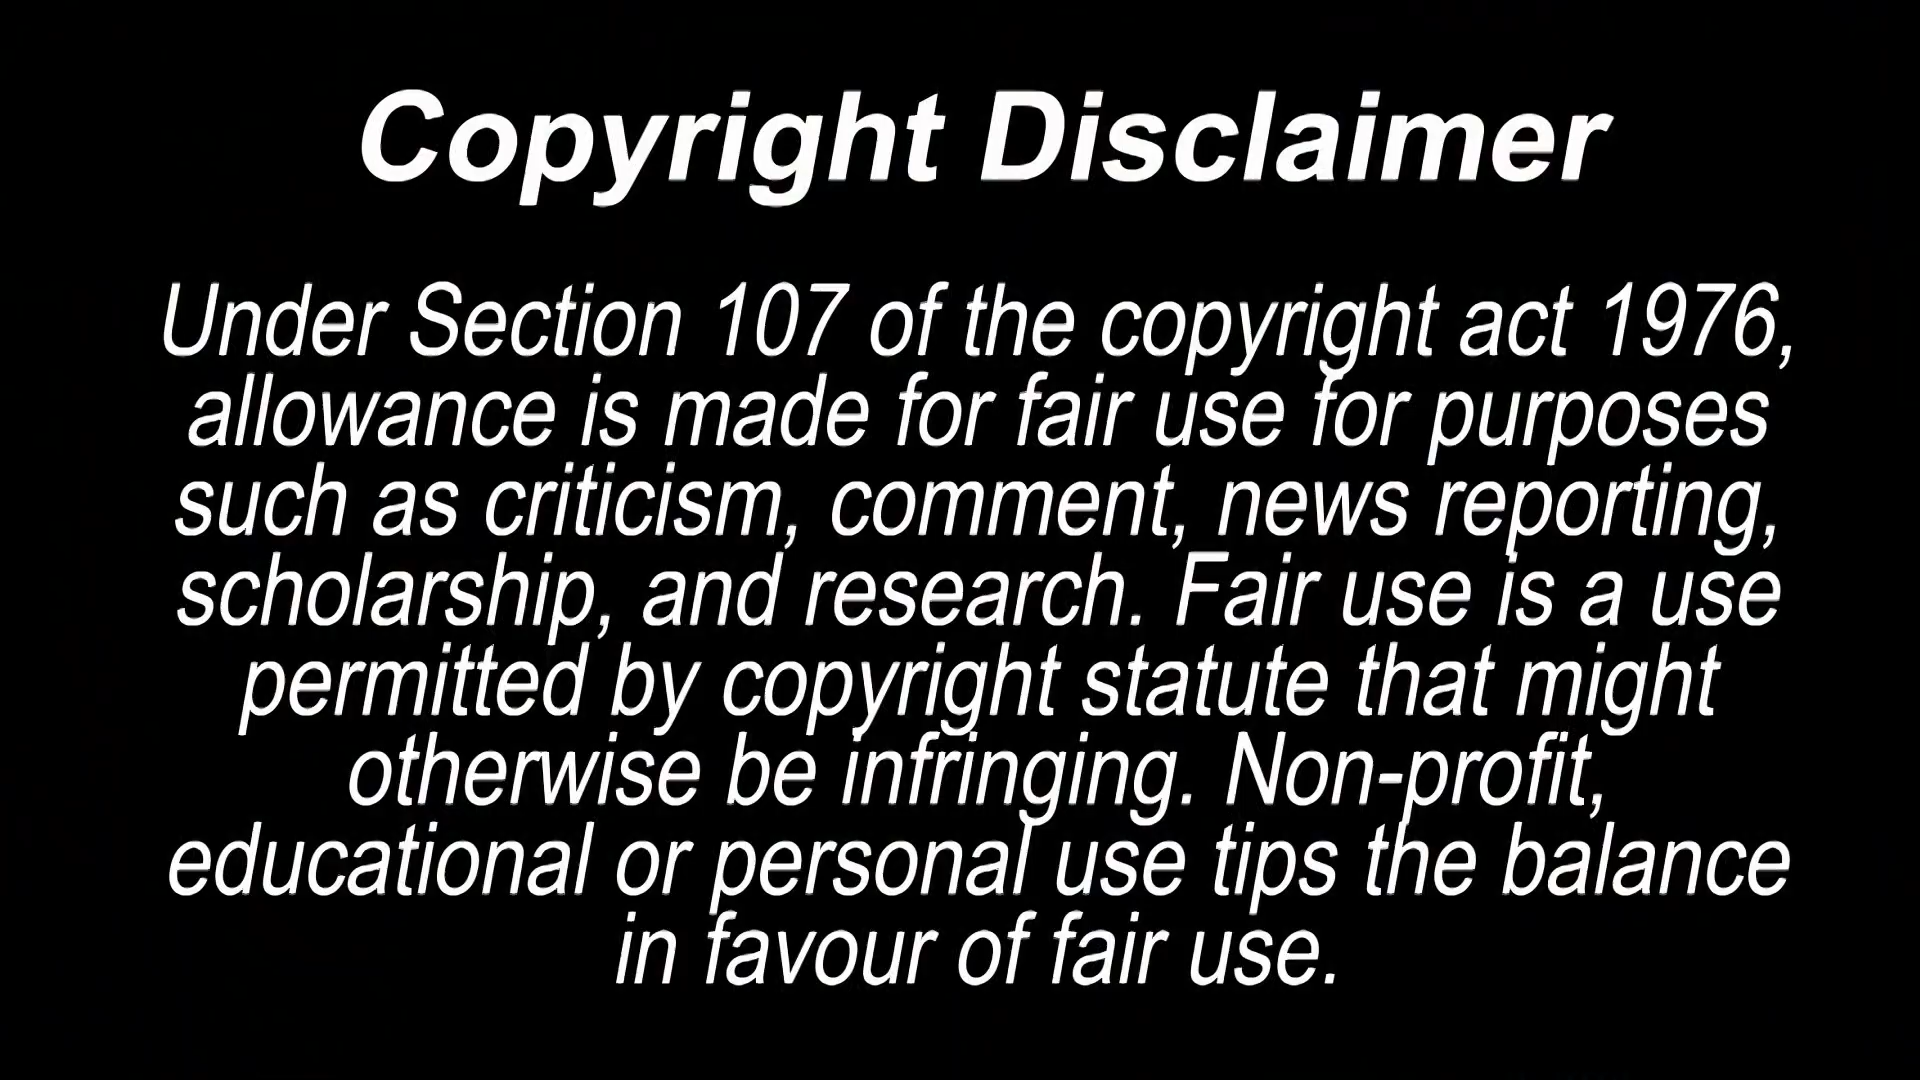 Copyright Disclaimer
Under Section 107 of the copyright act 1976,
allowance is made for fair use for purposes
such as criticism, comment, news reporting,
scholarship, and research. Fair use is a use
permitted by copyright statute that might
otherwise be infringing. Non-profit,
educational or personal use tips the balance
in favour of fair use.